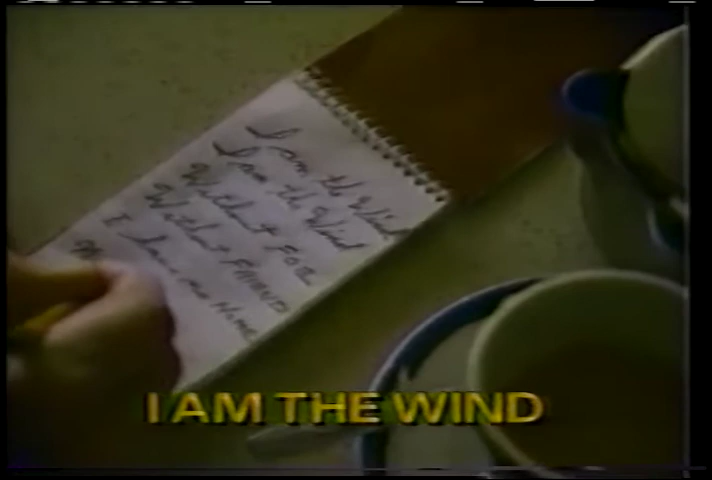 I am the Wind
I am the Wind
Without FOE
Without FRIEND
I have no Home
I AM THE WIND